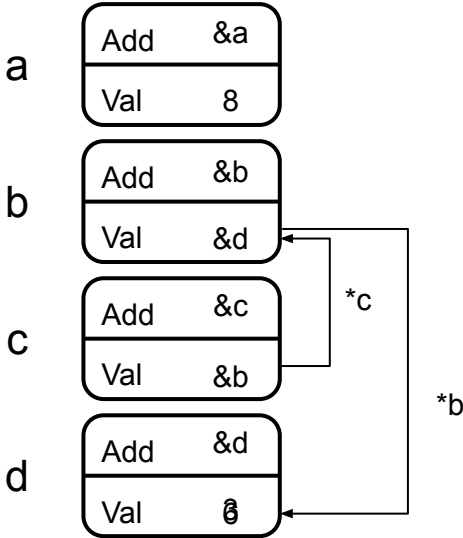 a
Add &a
Val 8
b
Add &b
Val &d
*c
c
Add &c
Val &b
*b
d
Add &d
Val